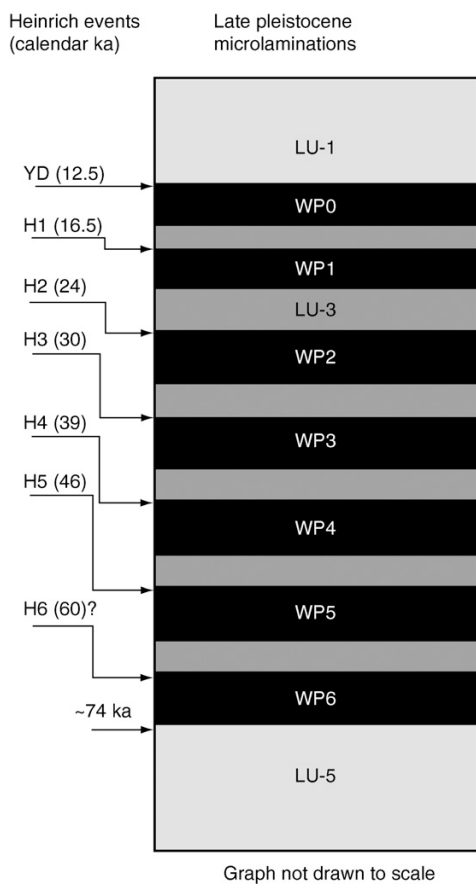 Heinrich events
(calendar ka)
Late pleistocene
microlaminations
LU-1
YD (12.5)
WP0
H1 (16.5)
WP1
H2 (24)
LU-3
H3 (30)
WP2
H4 (39)
WP3
H5 (46)
WP4
H6 (60)?
WP5
WP6
~74 ka
LU-5
Graph not drawn to scale